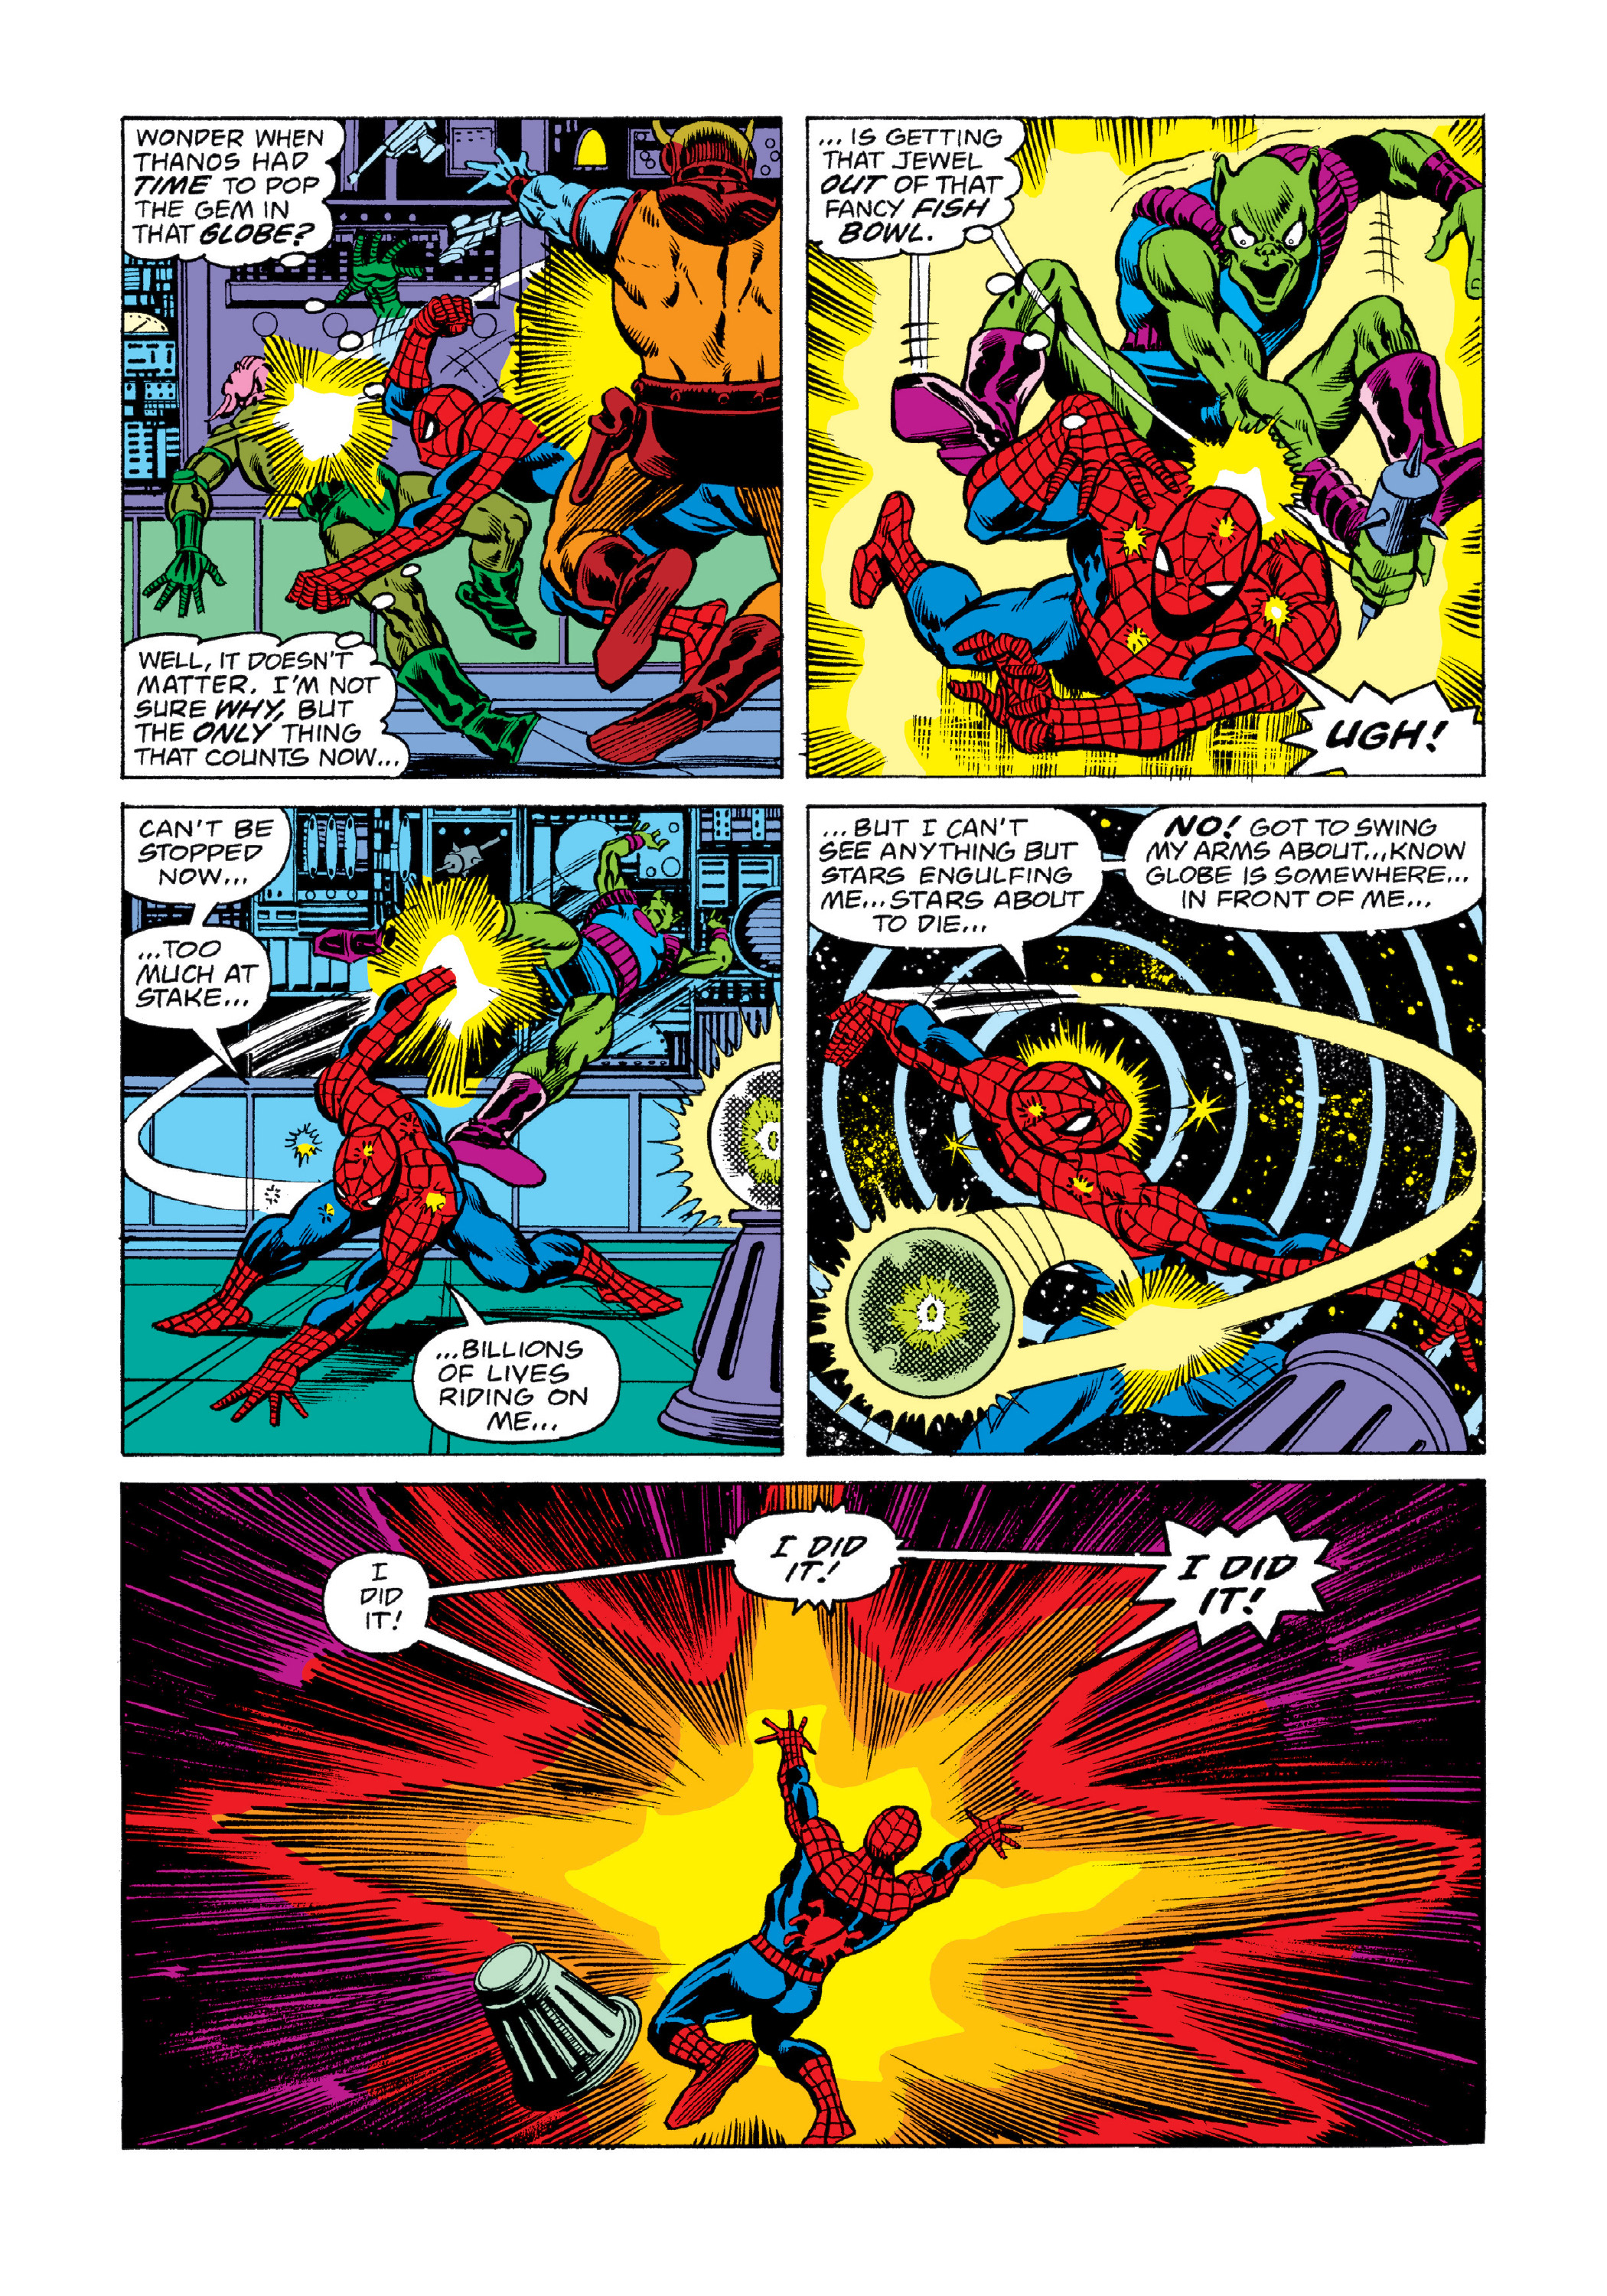 WONDER WHEN
THANOS HAD
TIME TO POP
THE GEM IN
THAT GLOBE?
WELL, IT DOESN'T
MATTER. I'M NOT
SURE WHY, BUT
THE ONLY THING
THAT COUNTS NOW...
... IS GETTING
THAT JEWEL
OUT OF THAT
FANCY FISH
BOWL.
UGH!
CAN'T BE
STOPPED
NOW...
...TOO
MUCH AT
STAKE...
...BILLIONS
OF LIVES
RIDING ON
ME...
...BUT I CAN'T
SEE ANYTHING BUT
STARS ENGULFING
ME...STARS ABOUT
TO DIE...
NO! GOT TO SWING
MY ARMS ABOUT...KNOW
GLOBE IS SOMEWHERE...
IN FRONT OF ME...
I
DID
IT!
I DID
IT!
I DID
IT!